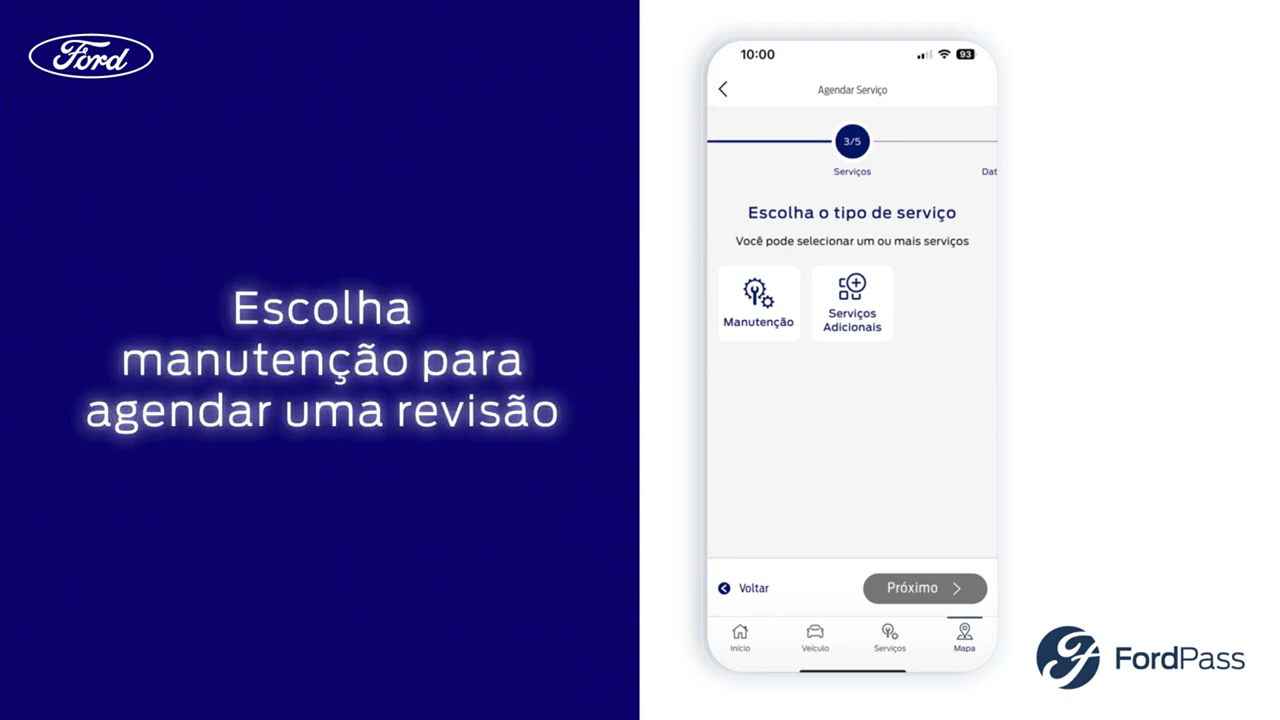 Ford
Escolha
manutenção para
agendar uma revisão
10:00
93
Agendar Serviço
3/5
Serviços
Dat
Escolha o tipo de serviço
Você pode selecionar um ou mais serviços
Manutenção
Serviços
Adicionais
Voltar
Próximo
Início
Veículo
Serviços
Mapa
FordPass